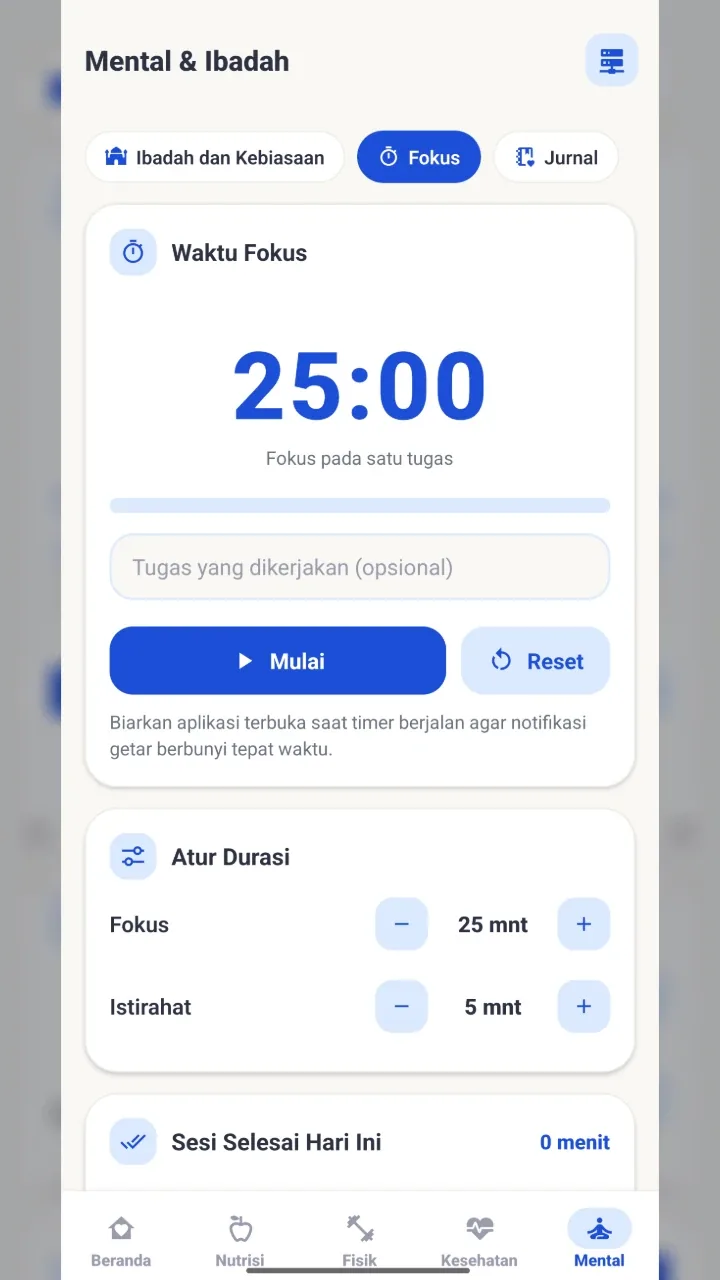 Mental & Ibadah
Ibadah dan Kebiasaan
Fokus
Jurnal
Waktu Fokus
25:00
Fokus pada satu tugas
Tugas yang dikerjakan (opsional)
Mulai
Reset
Biarkan aplikasi terbuka saat timer berjalan agar notifikasi
getar berbunyi tepat waktu.
Atur Durasi
Fokus
− 25 mnt +
Istirahat
− 5 mnt +
Sesi Selesai Hari Ini
0 menit
Beranda
Nutrisi
Fisik
Kesehatan
Mental